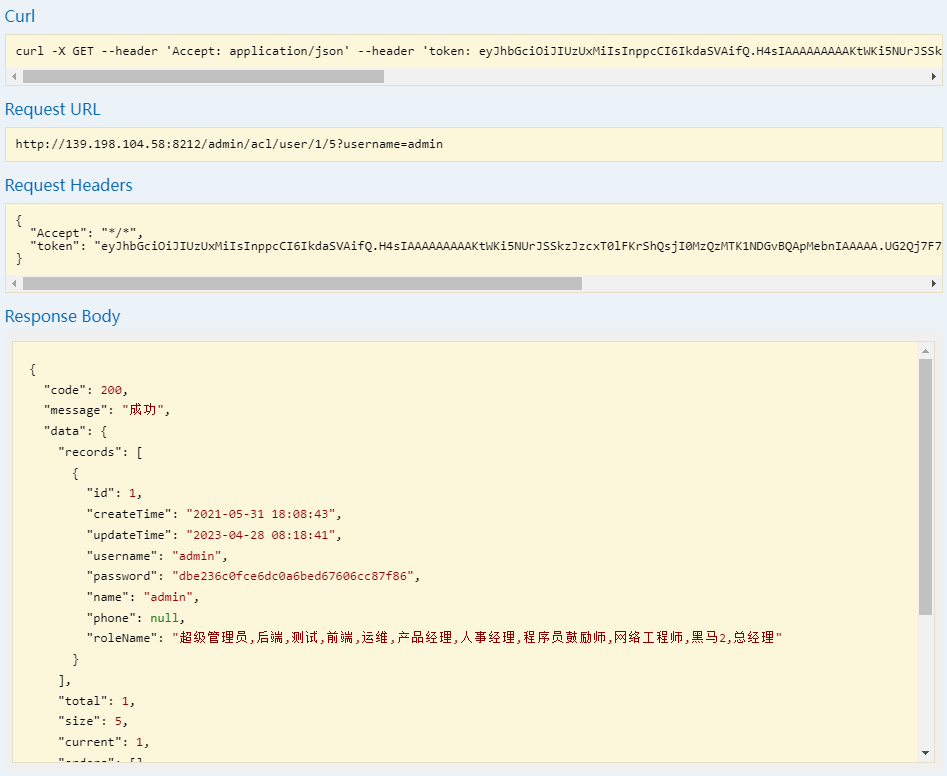 Curl
curl -X GET --header 'Accept: application/json' --header 'token: eyJhbGciOiJIUzUxMiIsInppcCI6IkdaSVAifQ.H4sIAAAAAAAAAKtWKi5NUrJSSk
Request URL
http://139.198.104.58:8212/admin/acl/user/1/5?username=admin
Request Headers
{
"Accept": "*/*",
"token": "eyJhbGciOiJIUzUxMiIsInppcCI6IkdaSVAifQ.H4sIAAAAAAAAAKtWKi5NUrJSSkzJzcxT0lFKrShQsjI0MzQzMTK1NDGvBQApMebnIAAAAA.UG2Qj7F7
}
Response Body
{
"code": 200,
"message": "成功",
"data": {
"records": [
{
"id": 1,
"createTime": "2021-05-31 18:08:43",
"updateTime": "2023-04-28 08:18:41",
"username": "admin",
"password": "dbe236c0fce6dc0a6bed67606cc87f86",
"name": "admin",
"phone": null,
"roleName": "超级管理员,后端,测试,前端,运维,产品经理,人事经理,程序员鼓励师,网络工程师,黑马2,总经理"
}
],
"total": 1,
"size": 5,
"current": 1,
"orders": [],